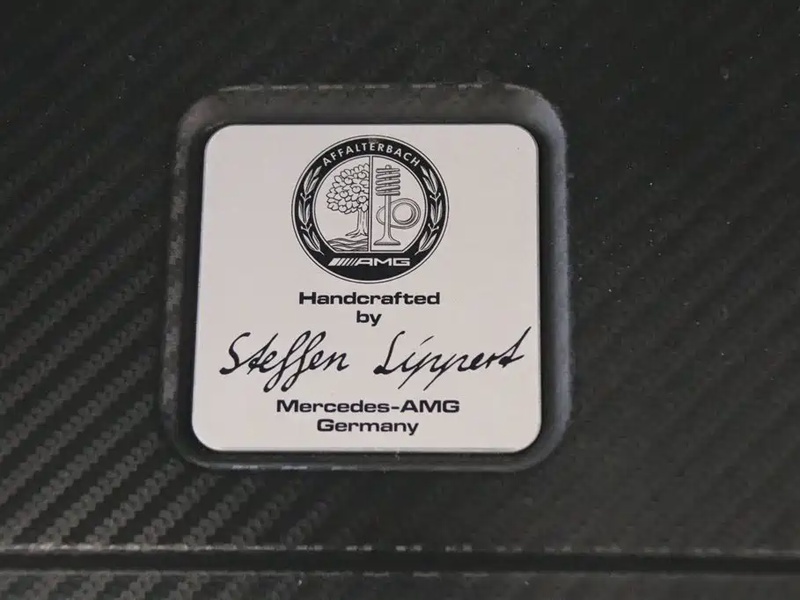 AFFALTERBACH
AMG
Handcrafted
by
Steffen Lippert
Mercedes-AMG
Germany